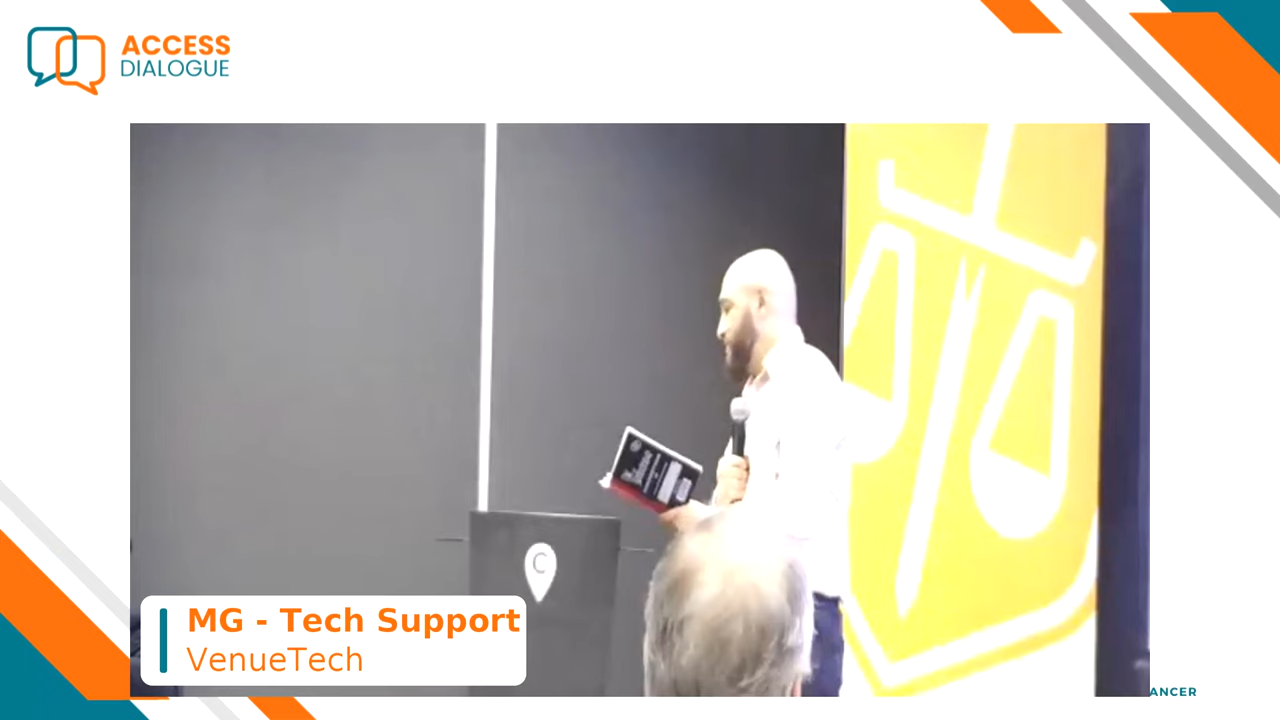 ACCESS
DIALOGUE
C
MG - Tech Support
VenueTech
ANCER